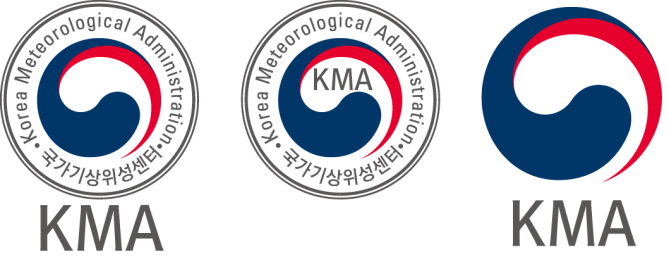 · Korea Meteorological Administration ·
국가기상위성센터
KMA
· Korea Meteorological Administration ·
KMA
국가기상위성센터
KMA